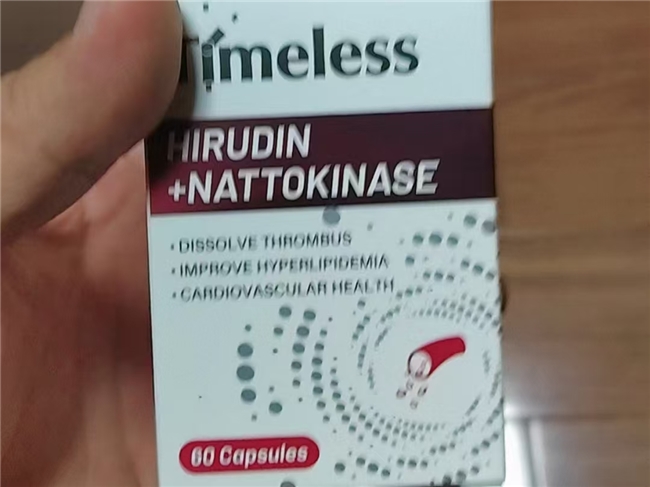 Timeless
HIRUDIN
+NATTOKINASE
• DISSOLVE THROMBUS
• IMPROVE HYPERLIPIDEMIA
• CARDIOVASCULAR HEALTH
60 Capsules